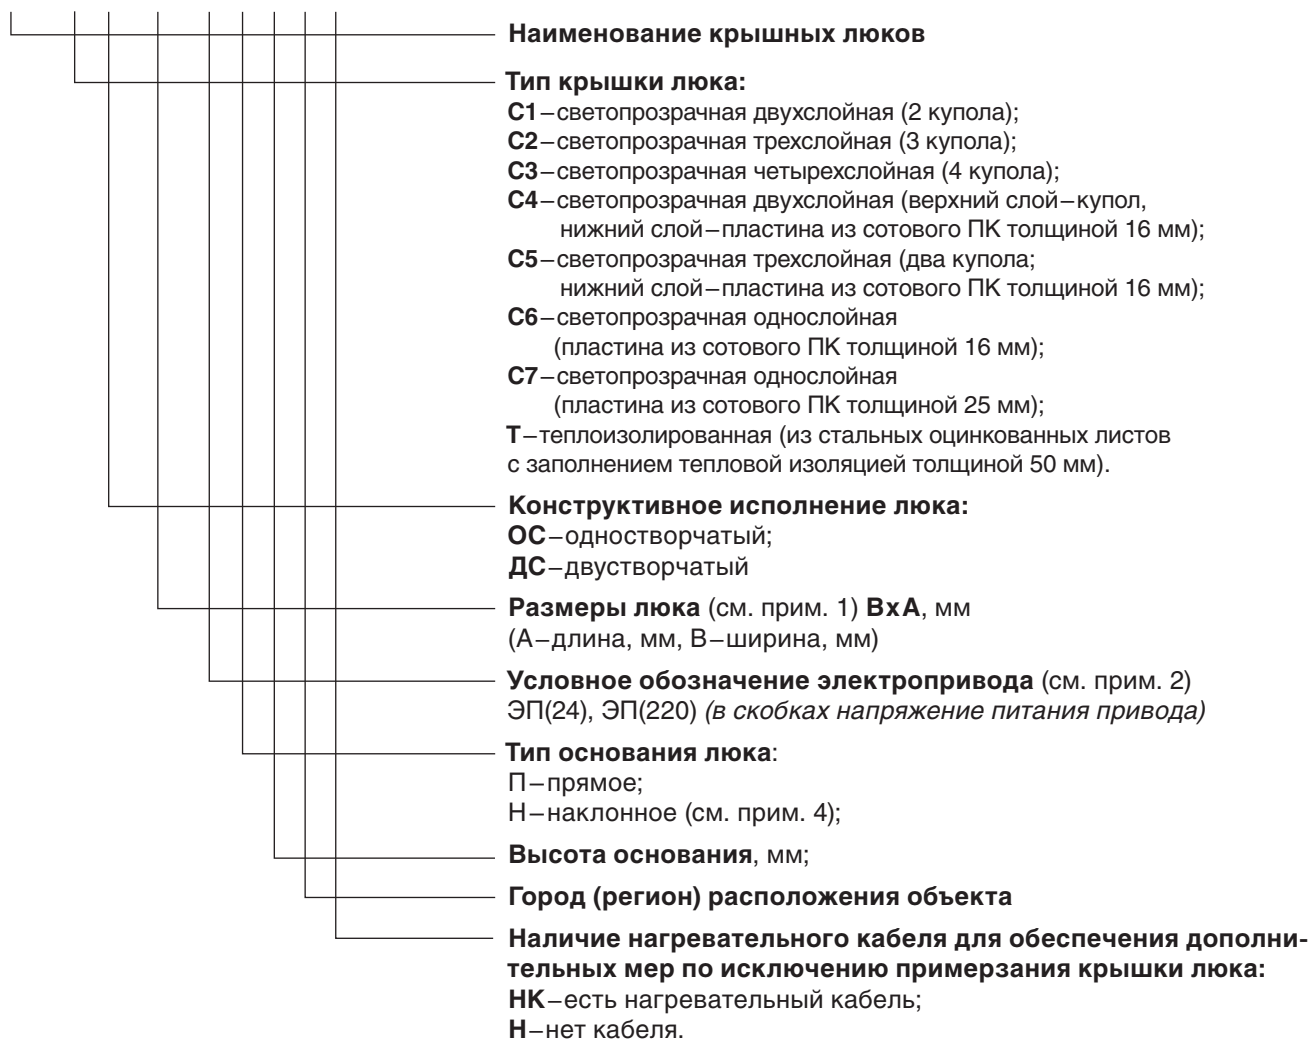 Наименование крышных люков
Тип крышки люка:
С1–светопрозрачная двухслойная (2 купола);
С2–светопрозрачная трехслойная (3 купола);
С3–светопрозрачная четырехслойная (4 купола);
С4–светопрозрачная двухслойная (верхний слой–купол,
нижний слой–пластина из сотового ПК толщиной 16 мм);
С5–светопрозрачная трехслойная (два купола;
нижний слой–пластина из сотового ПК толщиной 16 мм);
С6–светопрозрачная однослойная
(пластина из сотового ПК толщиной 16 мм);
С7–светопрозрачная однослойная
(пластина из сотового ПК толщиной 25 мм);
Т–теплоизолированная (из стальных оцинкованных листов
с заполнением тепловой изоляцией толщиной 50 мм).
Конструктивное исполнение люка:
ОС–одностворчатый;
ДС–двустворчатый
Размеры люка (см. прим. 1) ВхА, мм
(А–длина, мм, В–ширина, мм)
Условное обозначение электропривода (см. прим. 2)
ЭП(24), ЭП(220) (в скобках напряжение питания привода)
Тип основания люка:
П–прямое;
Н–наклонное (см. прим. 4);
Высота основания, мм;
Город (регион) расположения объекта
Наличие нагревательного кабеля для обеспечения дополни-
тельных мер по исключению примерзания крышки люка:
НК–есть нагревательный кабель;
Н–нет кабеля.